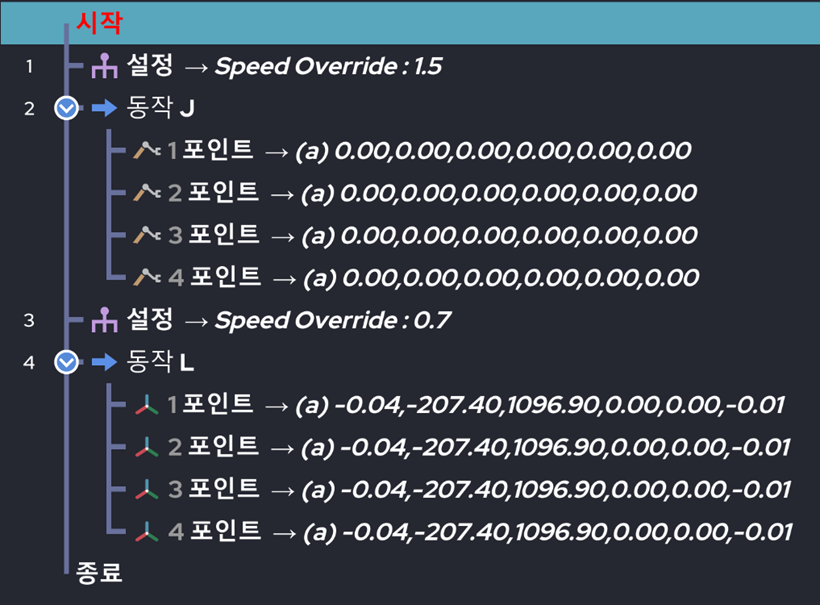 시작
1 설정 → Speed Override : 1.5
2 동작 J
1 포인트 → (a) 0.00,0.00,0.00,0.00,0.00,0.00
2 포인트 → (a) 0.00,0.00,0.00,0.00,0.00,0.00
3 포인트 → (a) 0.00,0.00,0.00,0.00,0.00,0.00
4 포인트 → (a) 0.00,0.00,0.00,0.00,0.00,0.00
3 설정 → Speed Override : 0.7
4 동작 L
1 포인트 → (a) -0.04,-207.40,1096.90,0.00,0.00,-0.01
2 포인트 → (a) -0.04,-207.40,1096.90,0.00,0.00,-0.01
3 포인트 → (a) -0.04,-207.40,1096.90,0.00,0.00,-0.01
4 포인트 → (a) -0.04,-207.40,1096.90,0.00,0.00,-0.01
종료